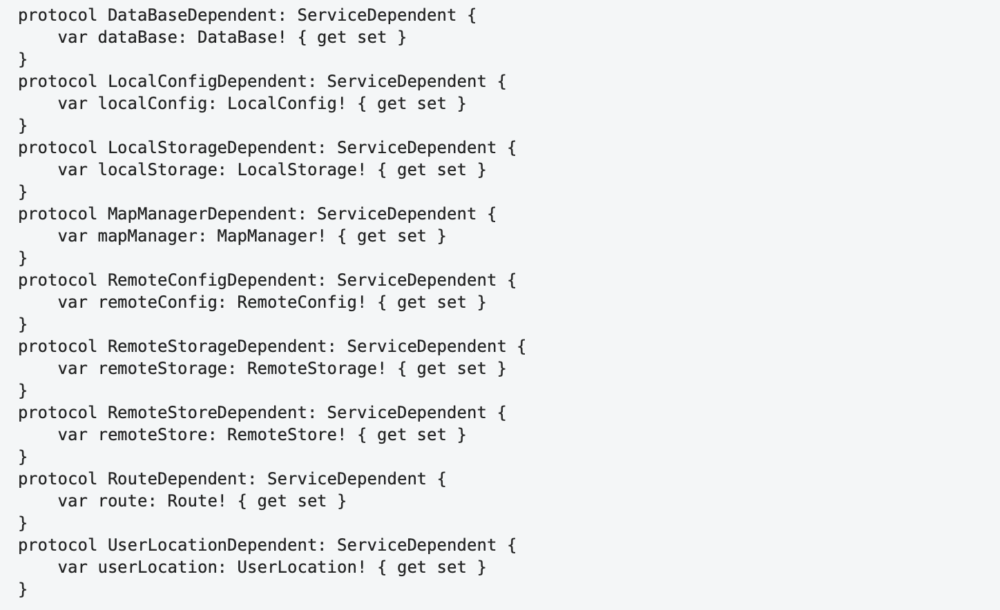 protocol DataBaseDependent: ServiceDependent {
    var dataBase: DataBase! { get set }
}
protocol LocalConfigDependent: ServiceDependent {
    var localConfig: LocalConfig! { get set }
}
protocol LocalStorageDependent: ServiceDependent {
    var localStorage: LocalStorage! { get set }
}
protocol MapManagerDependent: ServiceDependent {
    var mapManager: MapManager! { get set }
}
protocol RemoteConfigDependent: ServiceDependent {
    var remoteConfig: RemoteConfig! { get set }
}
protocol RemoteStorageDependent: ServiceDependent {
    var remoteStorage: RemoteStorage! { get set }
}
protocol RemoteStoreDependent: ServiceDependent {
    var remoteStore: RemoteStore! { get set }
}
protocol RouteDependent: ServiceDependent {
    var route: Route! { get set }
}
protocol UserLocationDependent: ServiceDependent {
    var userLocation: UserLocation! { get set }
}